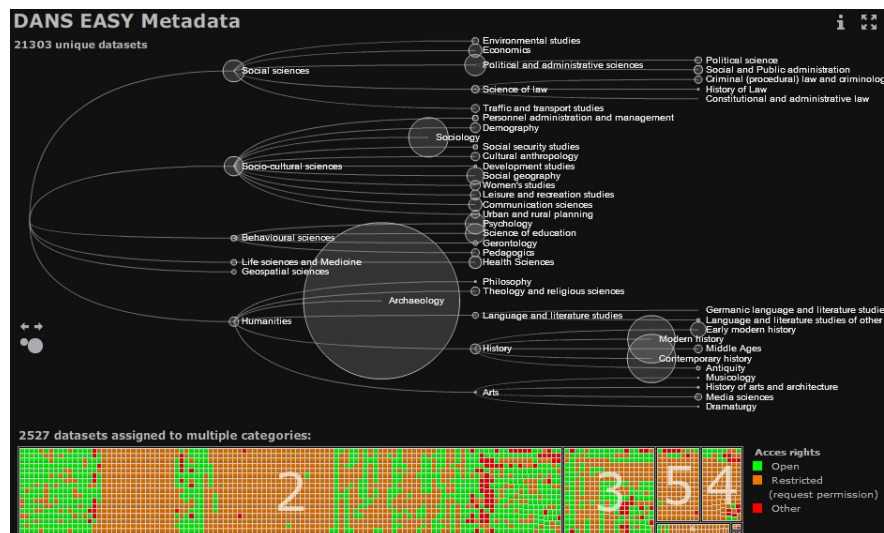 DANS EASY Metadata
21303 unique datasets
Environmental studies
Economics
Social sciences
Political and administrative sciences
Political science
Social and Public administration
Criminal (procedural) law and criminolog
Science of law
History of Law
Constitutional and administrative law
Traffic and transport studies
Personnel administration and management
Demography
Sociology
Social security studies
Cultural anthropology
Socio-cultural sciences
Development studies
Social geography
Women's studies
Leisure and recreation studies
Communication sciences
Urban and rural planning
Psychology
Science of education
Behavioural sciences
Gerontology
Pedagogics
Life sciences and Medicine
Health Sciences
Geospatial sciences
Philosophy
Theology and religious sciences
Archaeology
Germanic language and literature studie
Language and literature studies
Humanities
Language and literature studies of other
Early modern history
Modern history
History
Middle Ages
Contemporary history
Antiquity
Musicology
History of arts and architecture
Arts
Media sciences
Dramaturgy
2527 datasets assigned to multiple categories:
2
3
5
4
Acces rights
Open
Restricted
(request permission)
Other